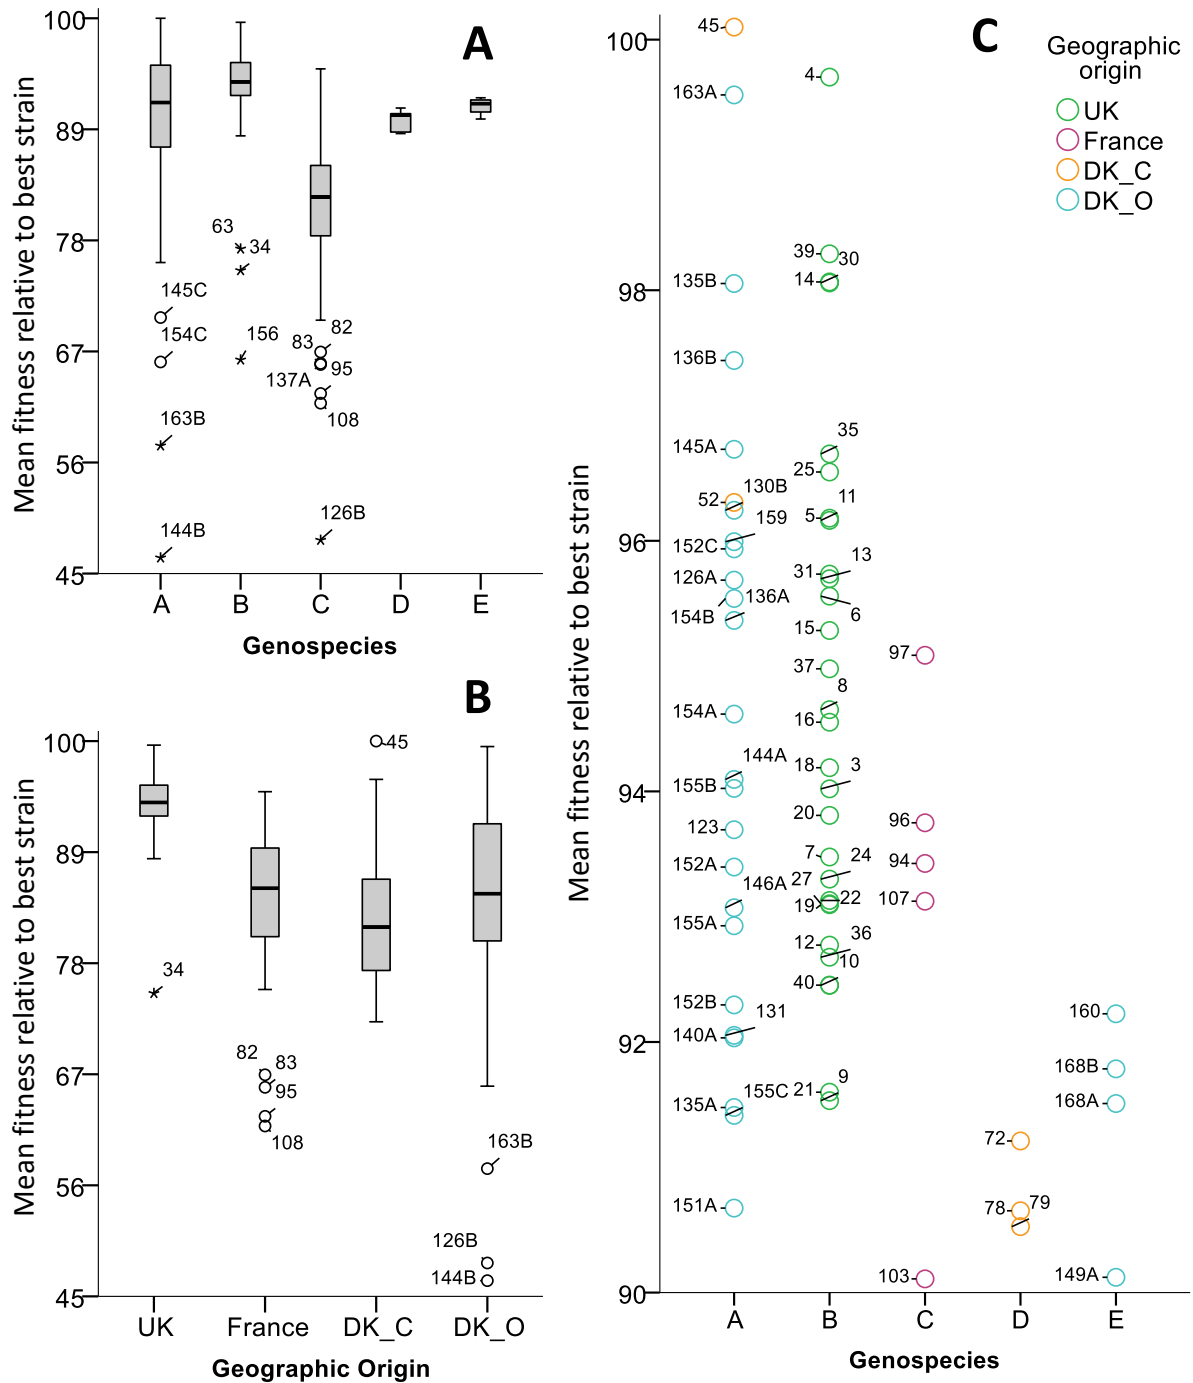 A
Mean fitness relative to best strain
100
89
78
67
56
45
63
34
145C
154C
156
83
82
137A
95
108
163B
144B
126B
A B C D E
Genospecies
B
Mean fitness relative to best strain
100
89
78
67
56
45
45
34
82
83
95
108
163B
126B
144B
UK France DK_C DK_O
Geographic Origin
C
Geographic
origin
UK
France
DK_C
DK_O
Mean fitness relative to best strain
100
98
96
94
92
90
45
163A
135B
136B
145A
52
130B
159
152C
126A
136A
154B
154A
144A
155B
123
152A
146A
155A
152B
131
140A
135A
155C
151A
4
39
30
14
35
25
11
5
13
31
6
15
37
8
16
18
3
20
7
24
27
22
19
12
36
10
40
9
21
97
96
94
107
103
72
78
79
160
168B
168A
149A
A B C D E
Genospecies